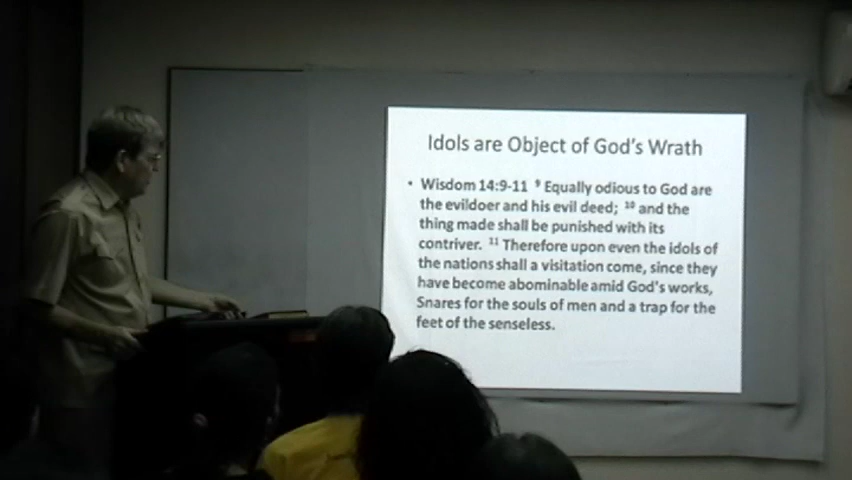 Idols are Object of God's Wrath
• Wisdom 14:9-11 ⁹ Equally odious to God are
the evildoer and his evil deed; ¹⁰ and the
thing made shall be punished with its
contriver. ¹¹ Therefore upon even the idols of
the nations shall a visitation come, since they
have become abominable amid God's works,
Snares for the souls of men and a trap for the
feet of the senseless.